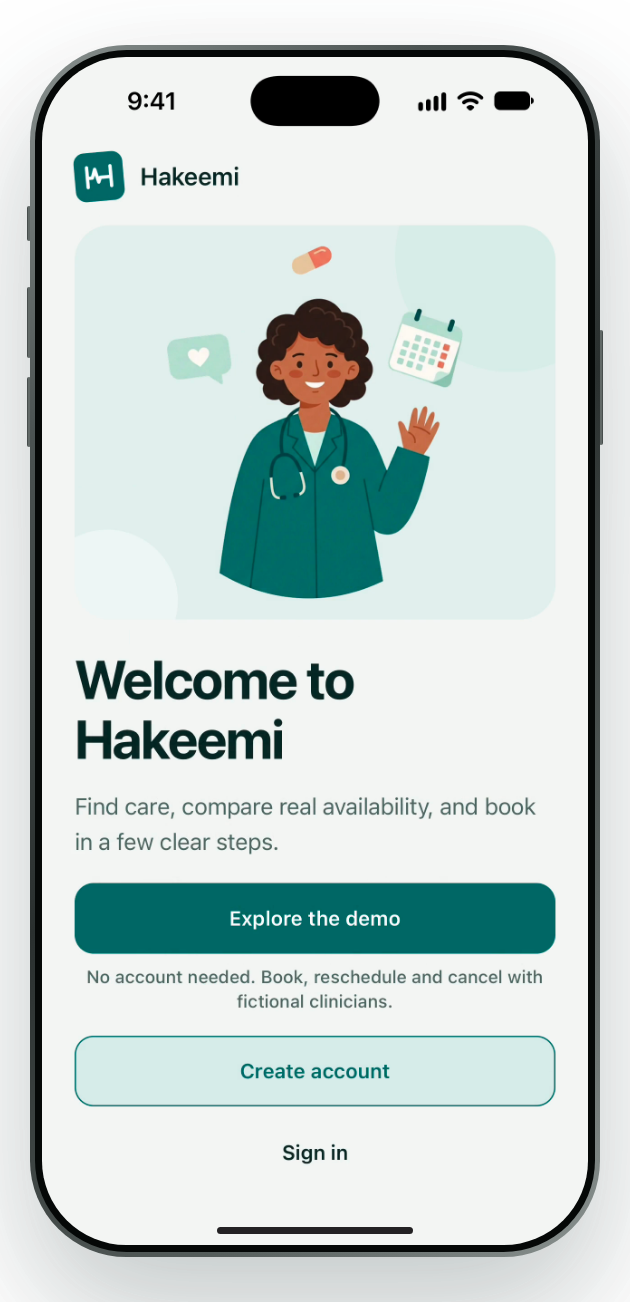 9:41
Hakeemi
Welcome to
Hakeemi
Find care, compare real availability, and book
in a few clear steps.
Explore the demo
No account needed. Book, reschedule and cancel with
fictional clinicians.
Create account
Sign in